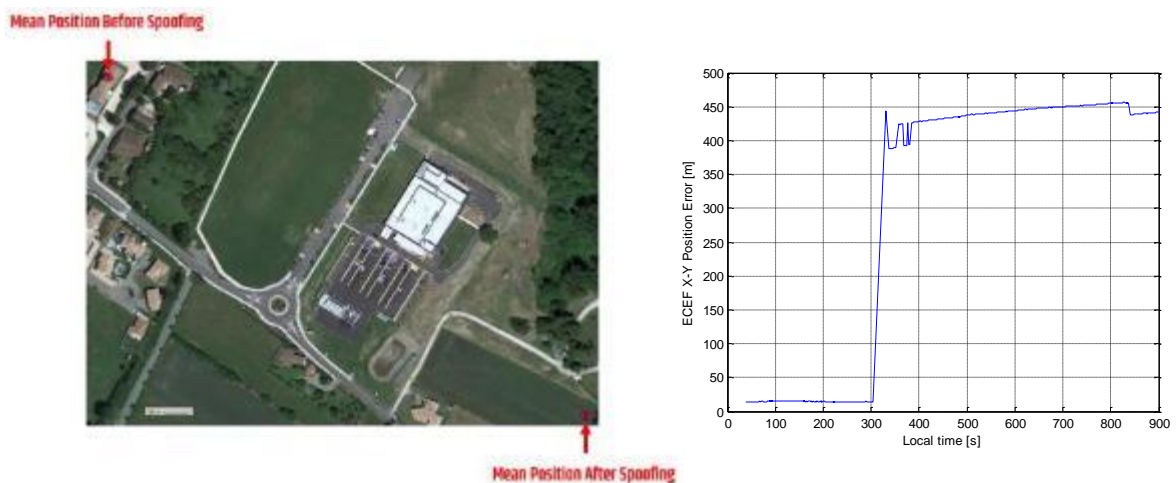 Mean Position Before Spoofing
Mean Position After Spoofing
500
450
400
350
300
250
200
150
100
50
0
ECEF X-Y Position Error [m]
0 100 200 300 400 500 600 700 800 900
Local time [s]